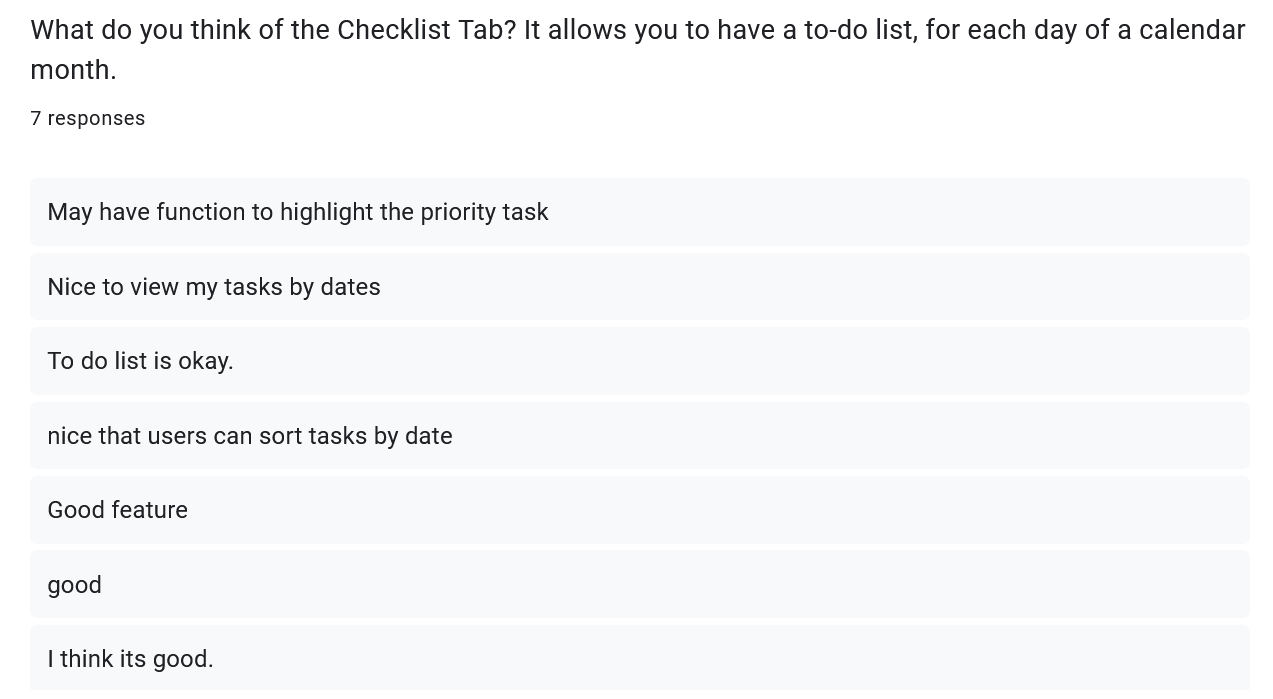 What do you think of the Checklist Tab? It allows you to have a to-do list, for each day of a calendar
month.
7 responses
May have function to highlight the priority task
Nice to view my tasks by dates
To do list is okay.
nice that users can sort tasks by date
Good feature
good
I think its good.